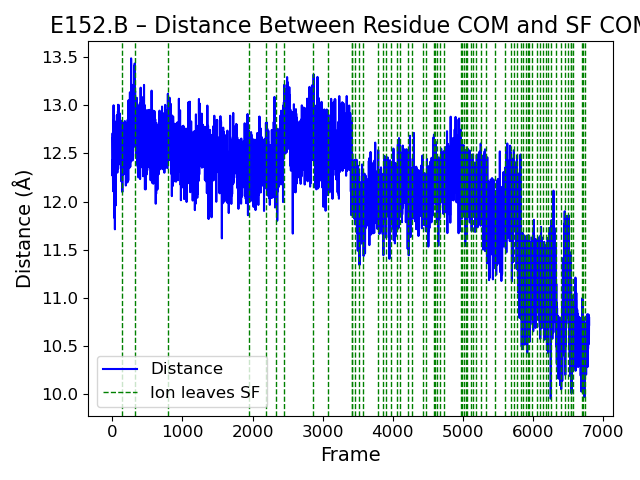 E152.B – Distance Between Residue COM and SF COM
13.5
13.0
12.5
12.0
11.5
11.0
10.5
10.0
Distance (Å)
Distance
Ion leaves SF
0 1000 2000 3000 4000 5000 6000 7000
Frame